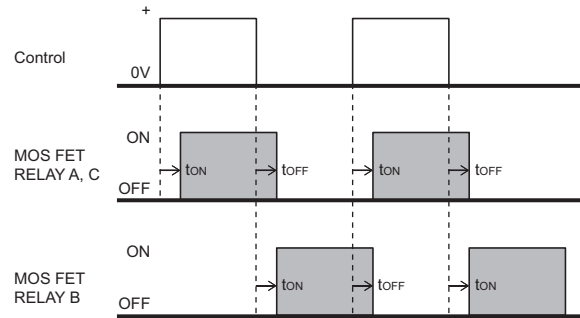 +
Control
0V
ON
MOS FET
RELAY A, C
tON
tOFF
tON
tOFF
OFF
ON
MOS FET
RELAY B
tON
tOFF
tON
OFF